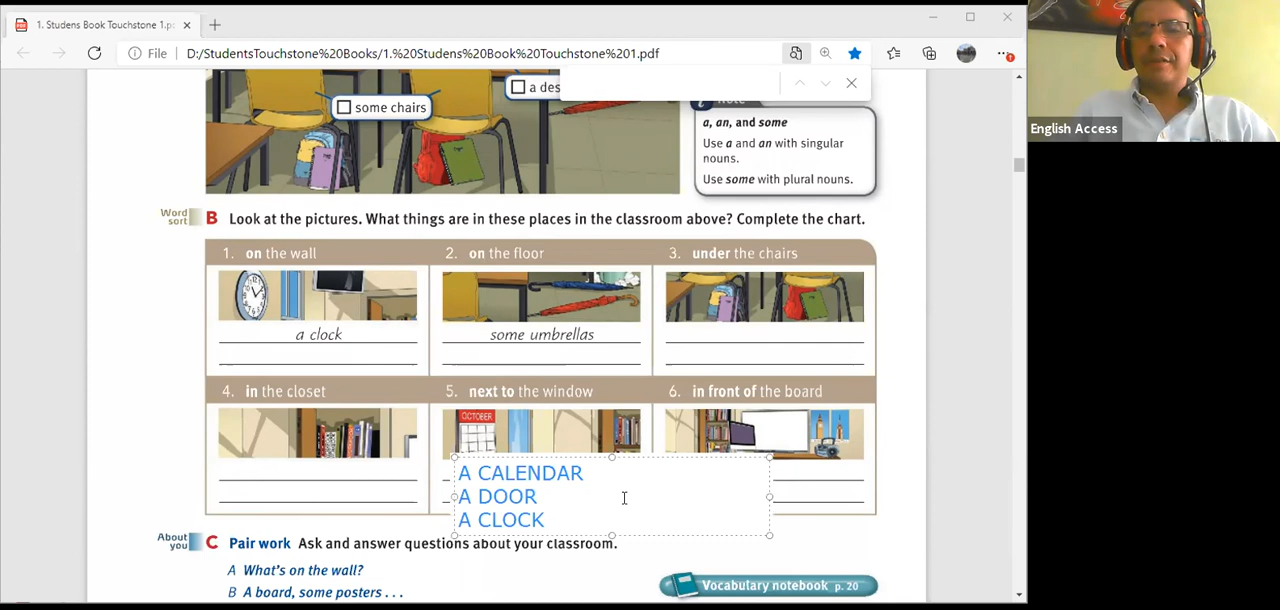 1. Studens Book Touchstone 1.p
File
D:/StudentsTouchstone%20Books/1.%20Studens%20Book%20Touchstone%201.pdf
English Access
some chairs
a des
Note
a, an, and some
Use a and an with singular
nouns.
Use some with plural nouns.
Word
sort
B Look at the pictures. What things are in these places in the classroom above? Complete the chart.
1. on the wall
2. on the floor
3. under the chairs
a clock
some umbrellas
4. in the closet
5. next to the window
6. in front of the board
OCTOBER
A CALENDAR
A DOOR
A CLOCK
About
you
C Pair work Ask and answer questions about your classroom.
A What's on the wall?
B A board, some posters . . .
Vocabulary notebook p. 20